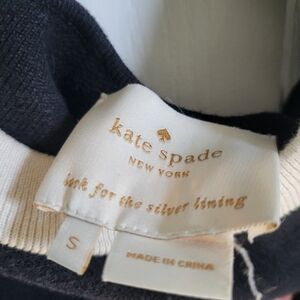 kate spade
NEW YORK
look for the silver lining
S
MADE IN CHINA